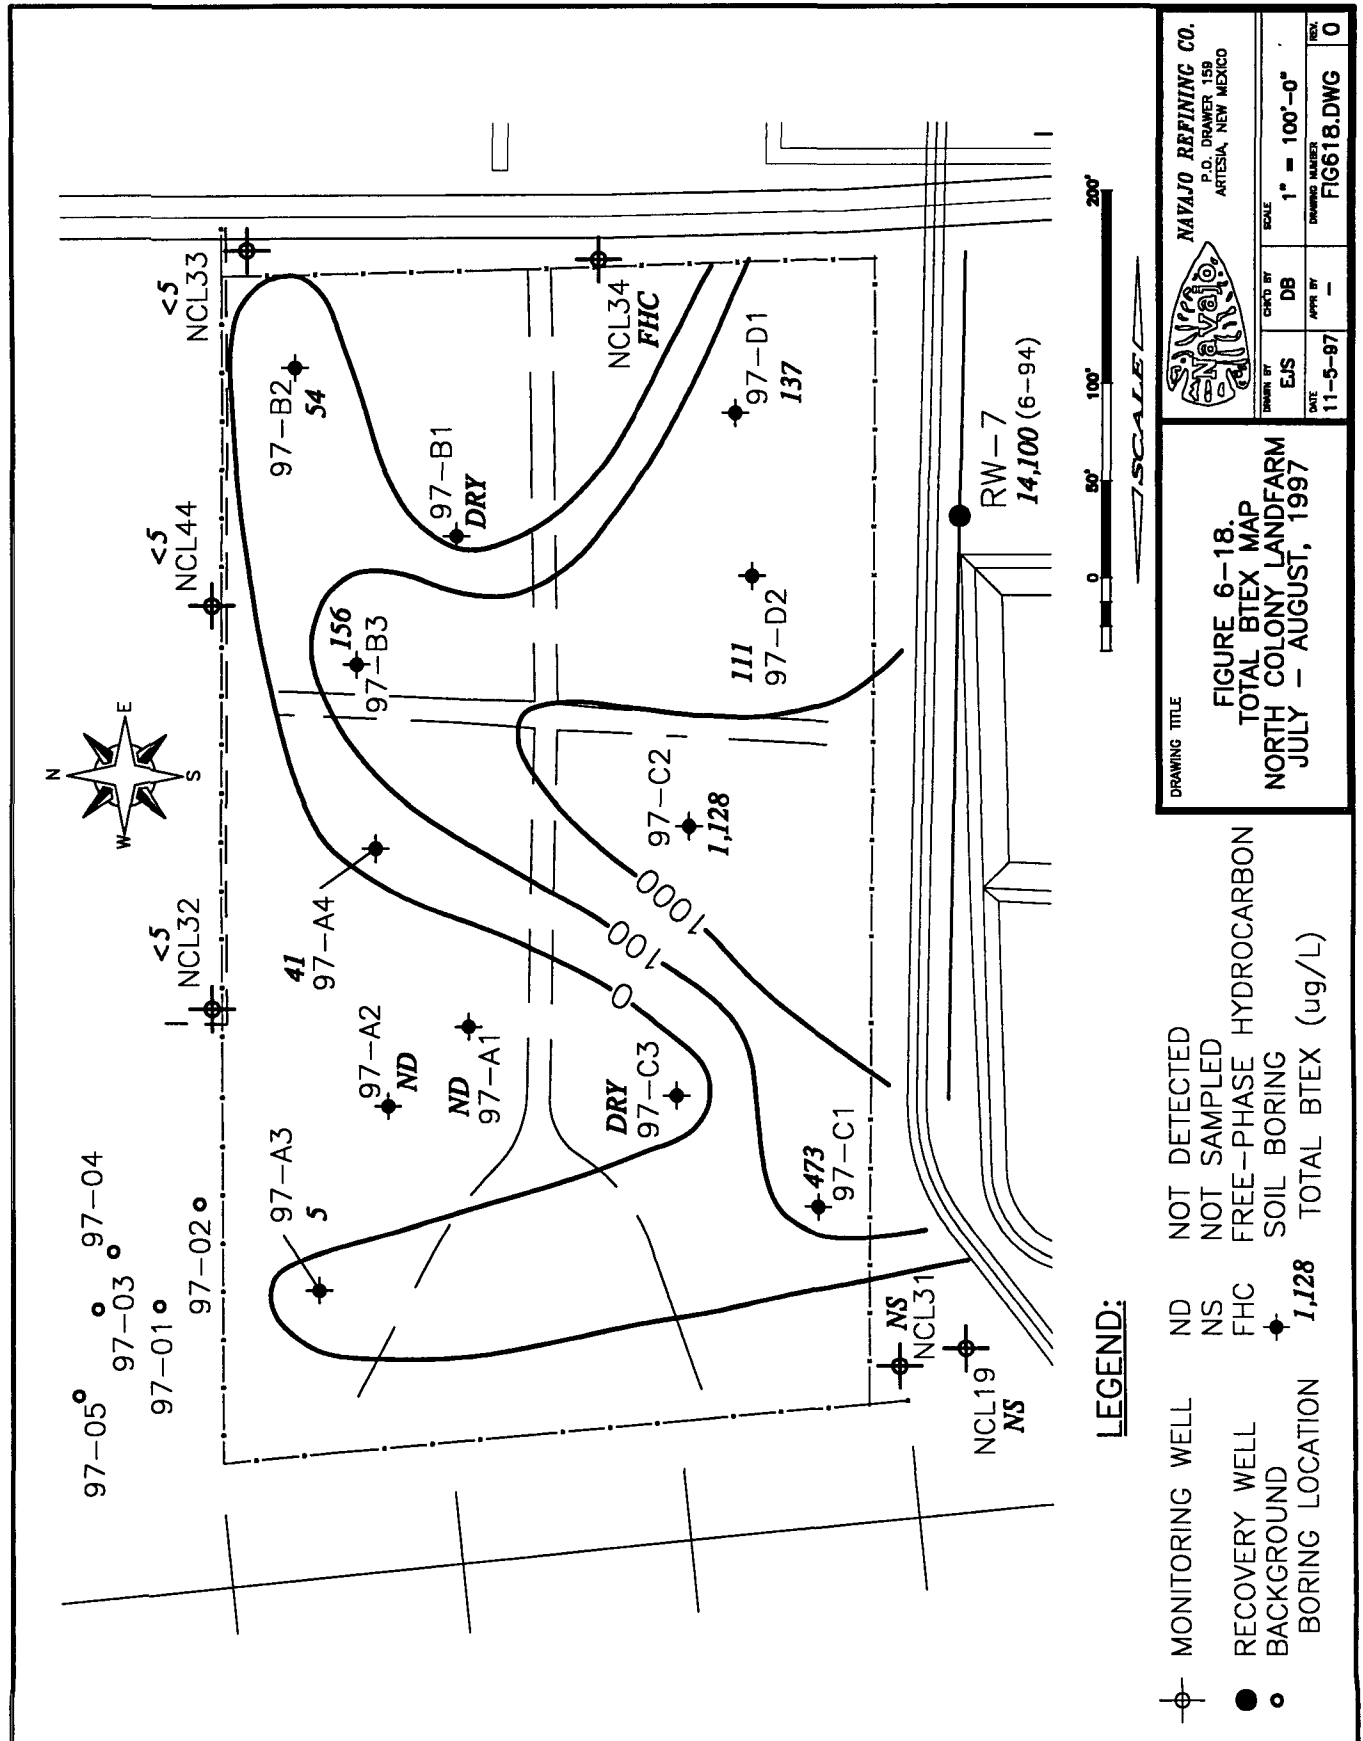 N
E
S
W
97-05
97-03
97-04
97-01
97-02
<5
NCL32
<5
NCL44
<5
NCL33
97-A3
5
97-A2
ND
ND
97-A1
41
97-A4
156
97-B3
97-B2
54
97-B1
DRY
NCL34
FHC
DRY
97-C3
0
100
1000
97-C2
1,128
111
97-D2
97-D1
137
473
97-C1
NS
NCL31
NCL19
NS
RW-7
14,100 (6-94)
0
50'
100'
200'
SCALE
LEGEND:
MONITORING WELL
RECOVERY WELL
BACKGROUND
BORING LOCATION
ND NOT DETECTED
NS NOT SAMPLED
FHC FREE-PHASE HYDROCARBON
SOIL BORING
1,128 TOTAL BTEX (ug/L)
DRAWING TITLE
FIGURE 6-18.
TOTAL BTEX MAP
NORTH COLONY LANDFARM
JULY - AUGUST, 1997
Navajo
NAVAJO REFINING CO.
P.O. DRAWER 159
ARTESIA, NEW MEXICO
DRAWN BY
EJS
CHK'D BY
DB
SCALE
1" = 100'-0"
DATE
11-5-97
APPR BY
-
DRAWING NUMBER
FIG618.DWG
REV.
0